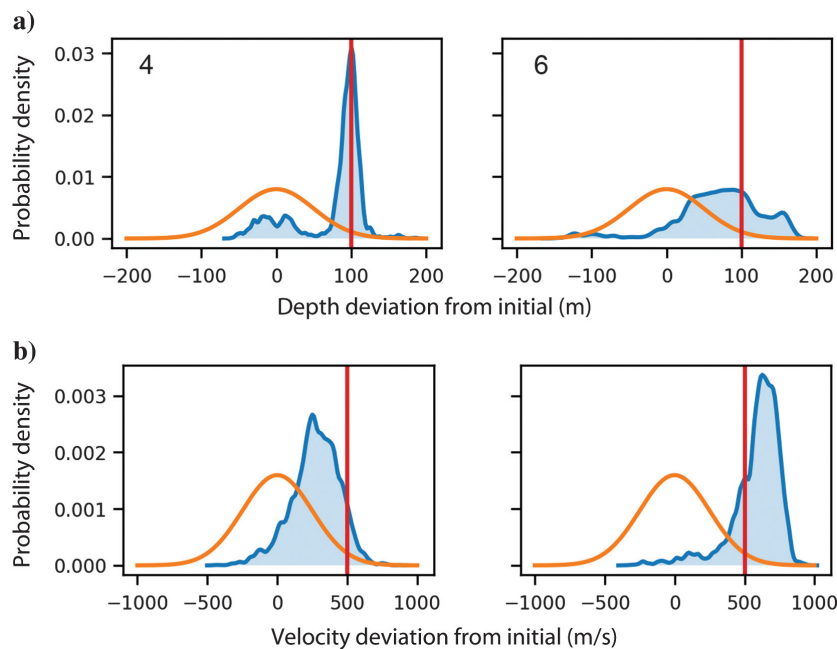 a)
4
6
0.03
0.02
0.01
0.00
Probability density
−200 −100 0 100 200
−200 −100 0 100 200
Depth deviation from initial (m)
b)
0.003
0.002
0.001
0.000
Probability density
−1000 −500 0 500 1000
−1000 −500 0 500 1000
Velocity deviation from initial (m/s)